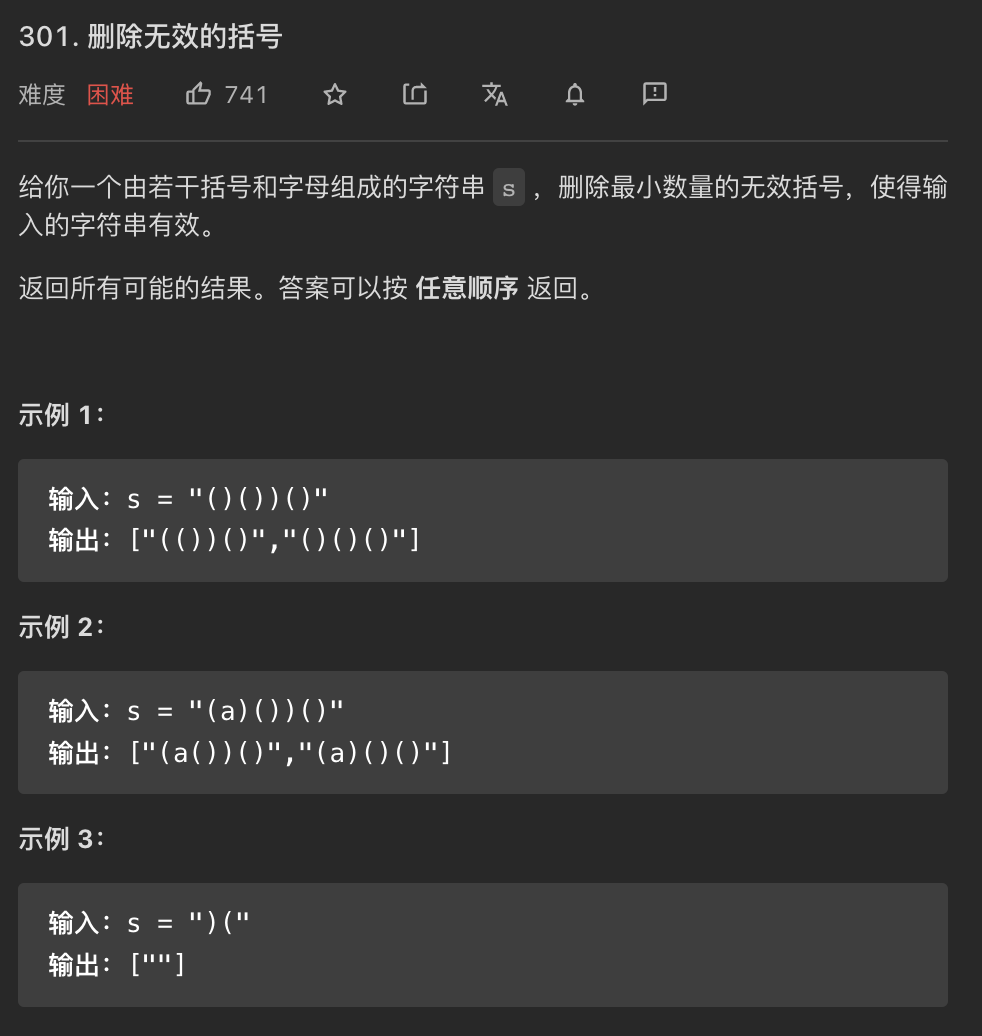 301. 删除无效的括号
难度 困难 741
给你一个由若干括号和字母组成的字符串 s ，删除最小数量的无效括号，使得输
入的字符串有效。
返回所有可能的结果。答案可以按 任意顺序 返回。
示例 1：
输入：s = "()())()"
输出：["(())()","()()()"]
示例 2：
输入：s = "(a)())()"
输出：["(a())()","(a)()()"]
示例 3：
输入：s = ")("
输出：[""]